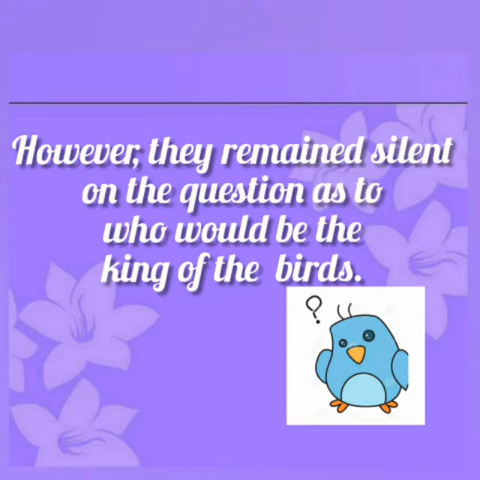 However, they remained silent
on the question as to
who would be the
king of the birds.
?